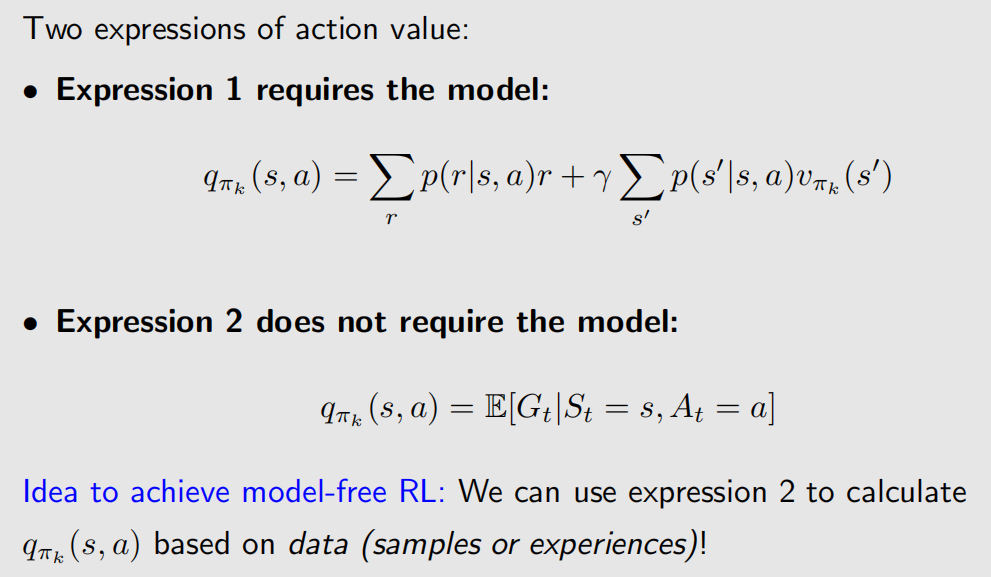 Two expressions of action value:
• Expression 1 requires the model:
$$q_{\pi_k}(s, a) = \sum_{r} p(r|s, a)r + \gamma \sum_{s'} p(s'|s, a)v_{\pi_k}(s')$$
• Expression 2 does not require the model:
$$q_{\pi_k}(s, a) = \mathbb{E}[G_t|S_t = s, A_t = a]$$
Idea to achieve model-free RL: We can use expression 2 to calculate
$q_{\pi_k}(s, a)$ based on data (samples or experiences)!